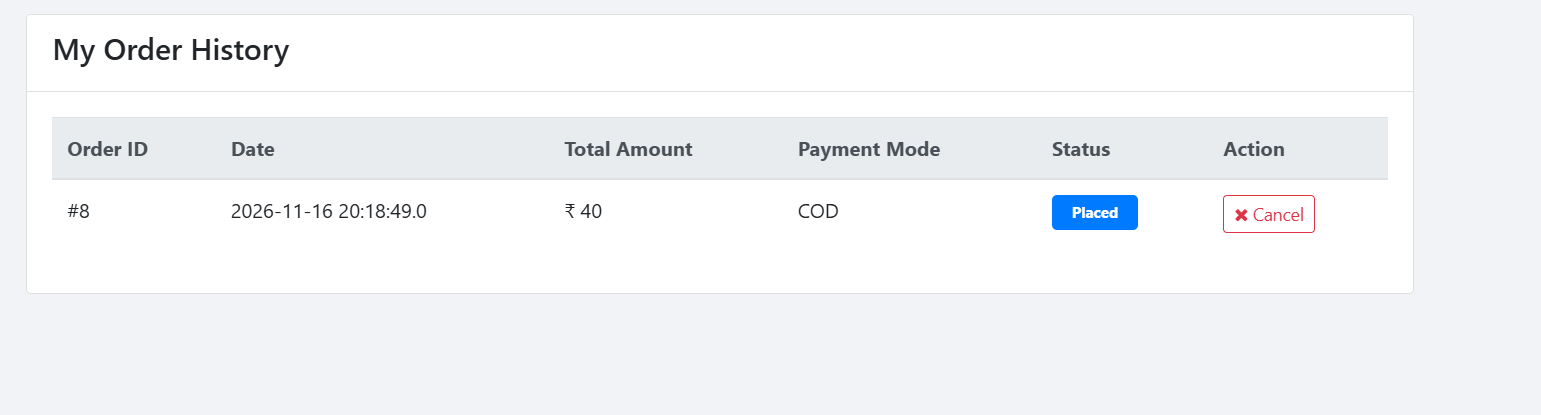 My Order History
Order ID Date Total Amount Payment Mode Status Action
#8 2026-11-16 20:18:49.0 ₹ 40 COD Placed ✖ Cancel